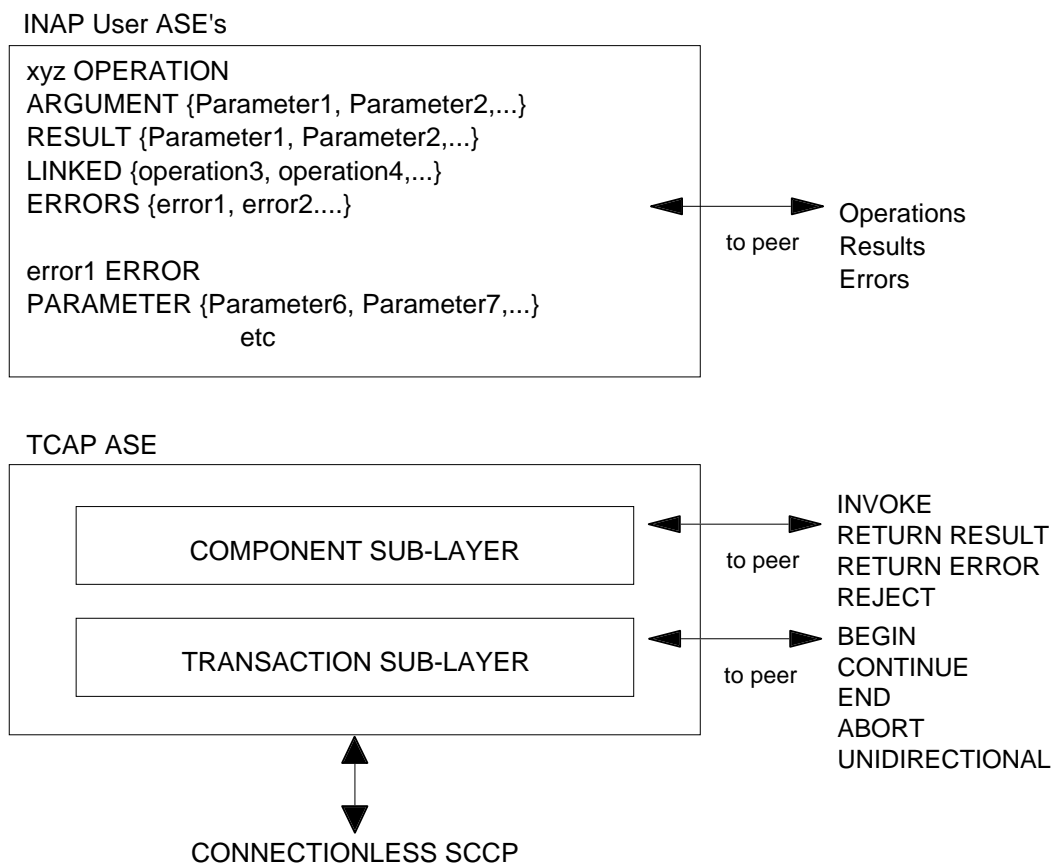 INAP User ASE's
xyz OPERATION
ARGUMENT {Parameter1, Parameter2,...}
RESULT {Parameter1, Parameter2,...}
LINKED {operation3, operation4,...}
ERRORS {error1, error2....}
error1 ERROR
PARAMETER {Parameter6, Parameter7,...}
etc
to peer
Operations
Results
Errors
TCAP ASE
COMPONENT SUB-LAYER
to peer
INVOKE
RETURN RESULT
RETURN ERROR
REJECT
TRANSACTION SUB-LAYER
to peer
BEGIN
CONTINUE
END
ABORT
UNIDIRECTIONAL
CONNECTIONLESS SCCP